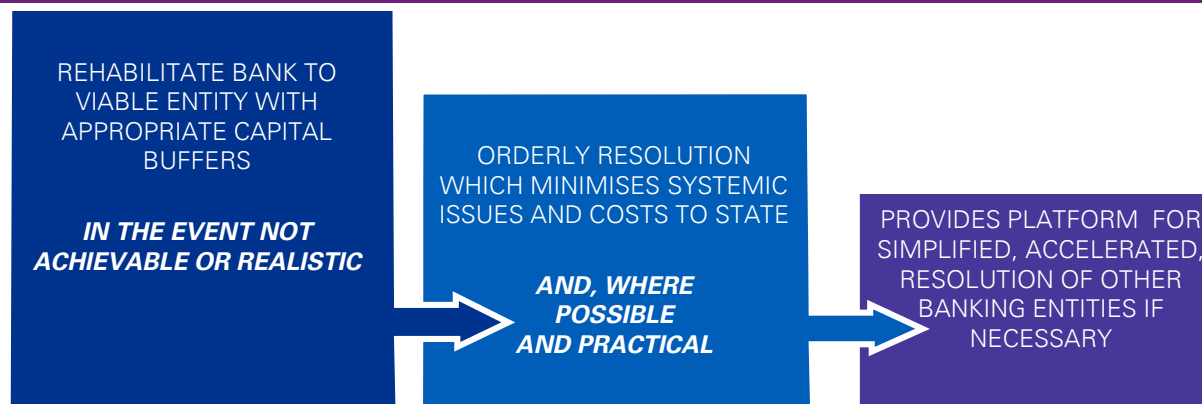 REHABILITATE BANK TO
VIABLE ENTITY WITH
APPROPRIATE CAPITAL
BUFFERS
IN THE EVENT NOT
ACHIEVABLE OR REALISTIC
ORDERLY RESOLUTION
WHICH MINIMISES SYSTEMIC
ISSUES AND COSTS TO STATE
AND, WHERE
POSSIBLE
AND PRACTICAL
PROVIDES PLATFORM FOR
SIMPLIFIED, ACCELERATED,
RESOLUTION OF OTHER
BANKING ENTITIES IF
NECESSARY